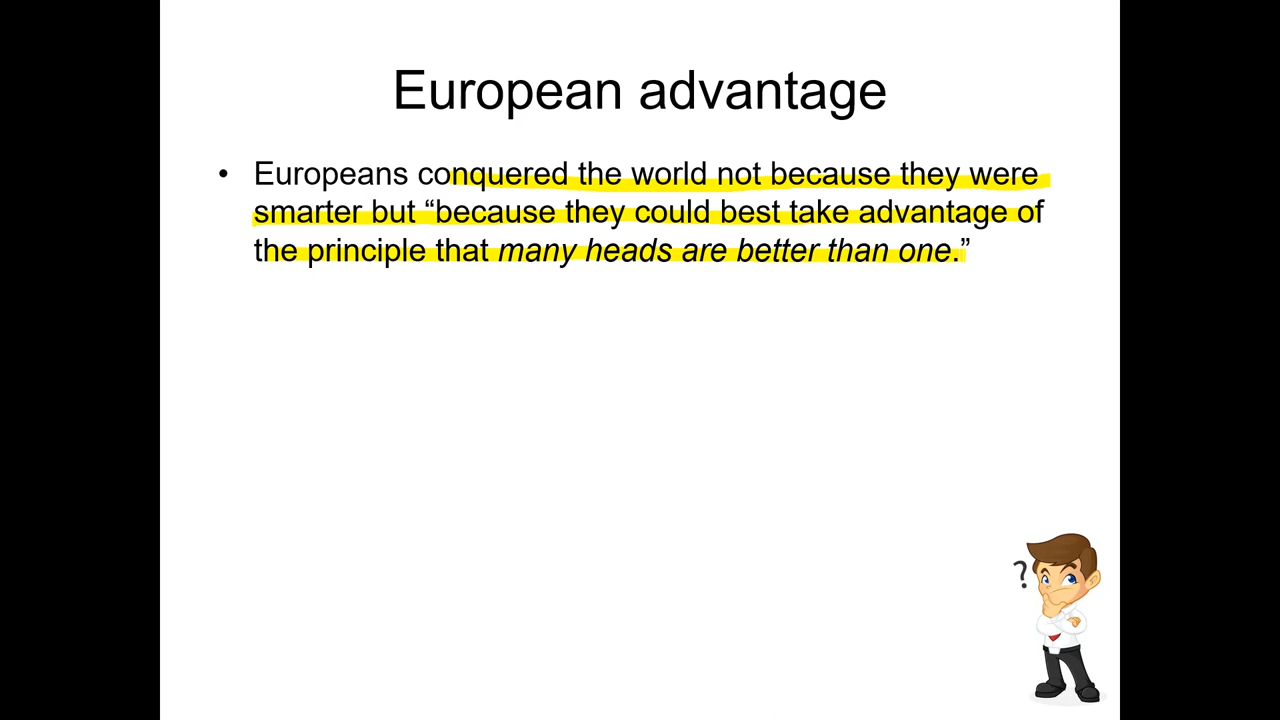 European advantage
• Europeans conquered the world not because they were
smarter but “because they could best take advantage of
the principle that many heads are better than one.”
?